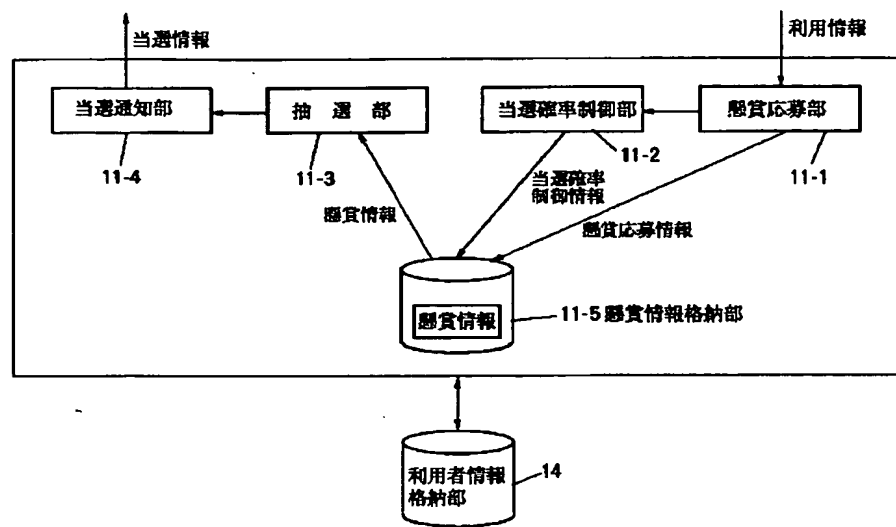 当選情報
利用情報
当選通知部
抽 選 部
当選確率制御部
懸賞応募部
11-4
11-3
11-2
11-1
当選確率
制御情報
懸賞情報
懸賞応募情報
懸賞情報
11-5 懸賞情報格納部
利用者情報
格納部
14